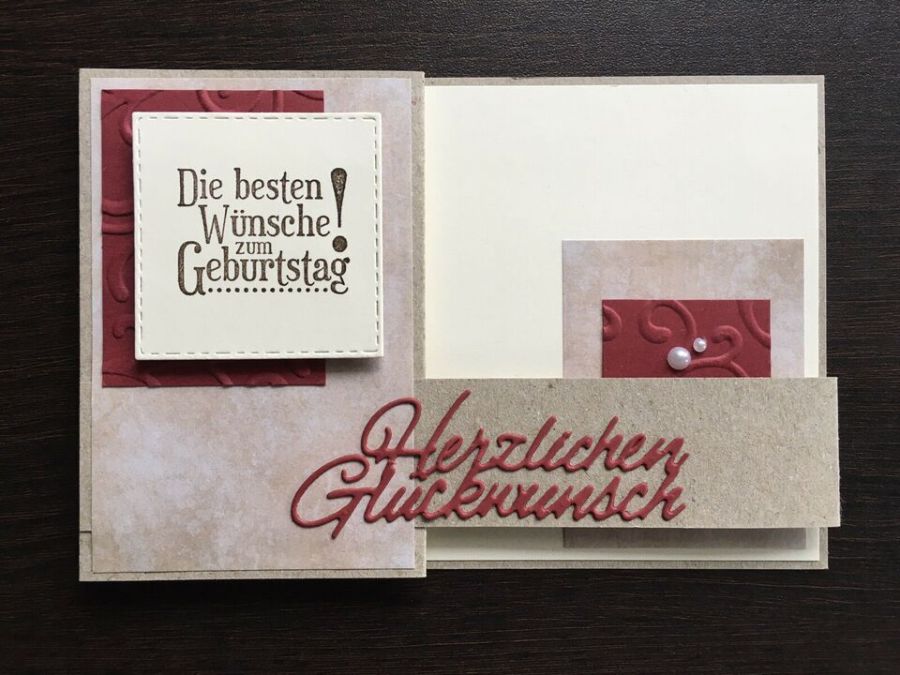 Die besten
Wünsche!
zum
Geburtstag
Herzlichen
Glückwunsch